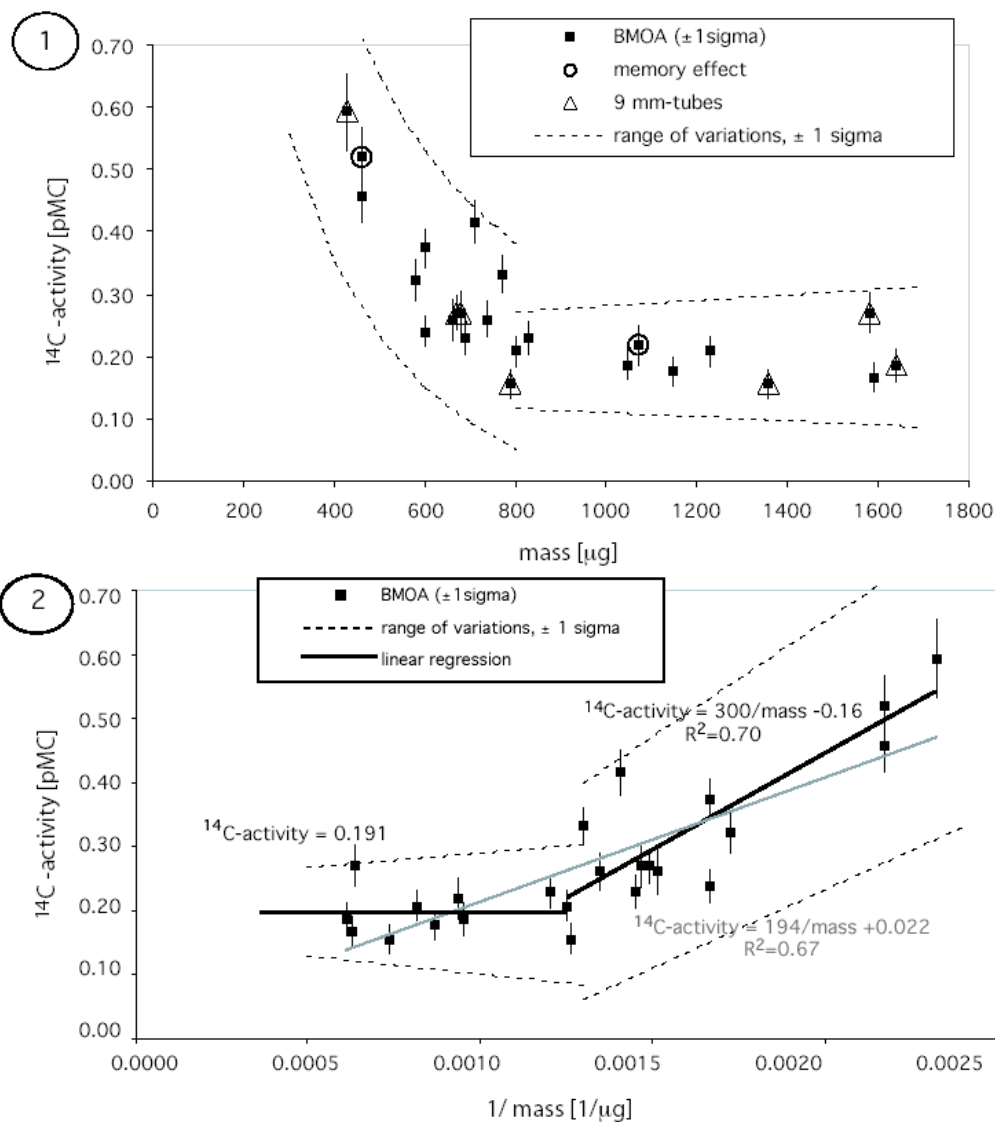 1
BMOA (±1sigma)
memory effect
9 mm-tubes
range of variations, ± 1 sigma
0.70
0.60
0.50
0.40
0.30
0.20
0.10
0.00
¹⁴C -activity [pMC]
0 200 400 600 800 1000 1200 1400 1600 1800
mass [µg]
2
BMOA (±1sigma)
range of variations, ± 1 sigma
linear regression
0.70
0.60
0.50
0.40
0.30
0.20
0.10
0.00
¹⁴C -activity [pMC]
¹⁴C-activity = 300/mass -0.16
R²=0.70
¹⁴C-activity = 0.191
¹⁴C-activity = 194/mass +0.022
R²=0.67
0.0000 0.0005 0.0010 0.0015 0.0020 0.0025
1/ mass [1/µg]